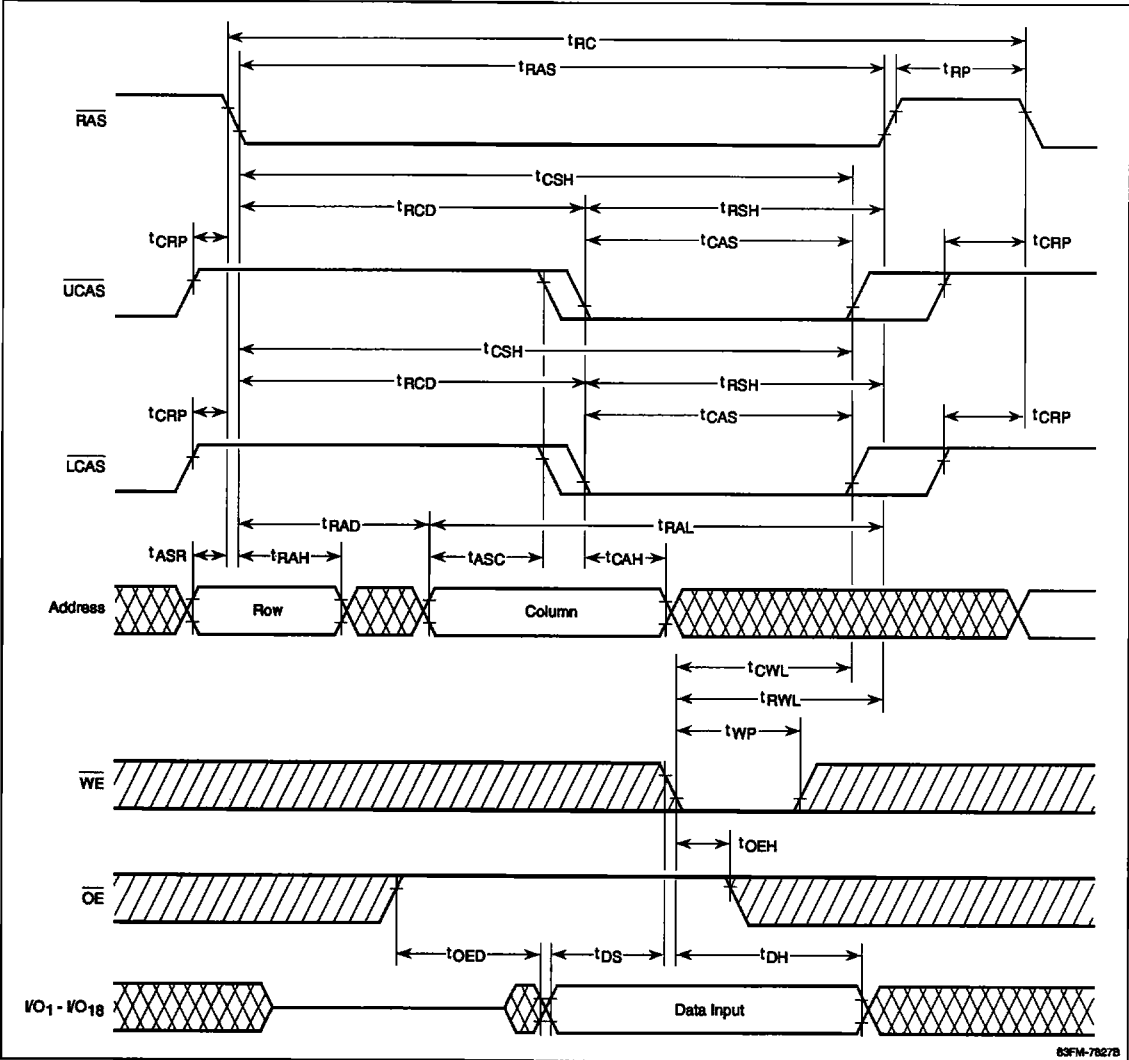 tRC
tRAS
tRP
RAS
tCSH
tRCD
tRSH
tCRP
tCAS
tCRP
UCAS
tCSH
tRCD
tRSH
tCRP
tCAS
tCRP
LCAS
tRAD
tRAL
tASR
tRAH
tASC
tCAH
Address
Row
Column
tCWL
tRWL
tWP
WE
tOEH
OE
tOED
tDS
tDH
I/O1 - I/O18
Data Input
83FM-7827B